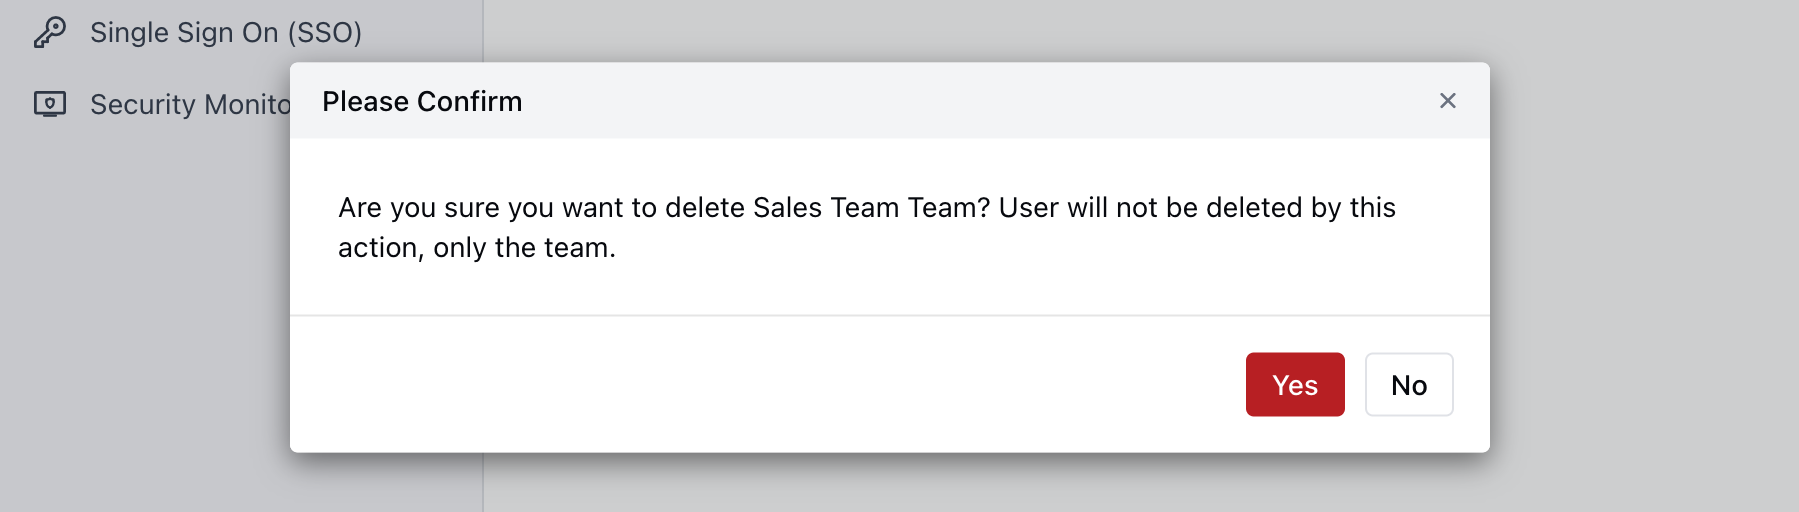 Single Sign On (SSO)
Security Monito
Please Confirm
Are you sure you want to delete Sales Team Team? User will not be deleted by this
action, only the team.
Yes
No